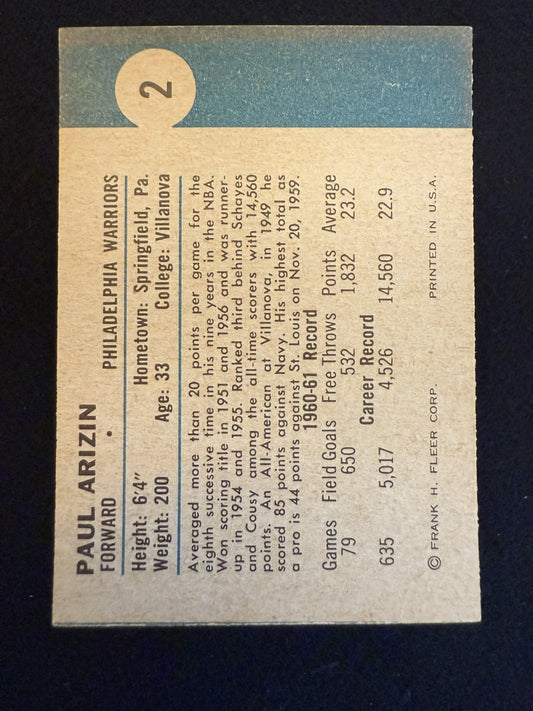 2
PAUL ARIZIN
FORWARD • PHILADELPHIA WARRIORS
Height: 6'4" Hometown: Springfield, Pa.
Weight: 200 Age: 33 College: Villanova
Averaged more than 20 points per game for the
eighth successive time in his nine years in the NBA.
Won scoring title in 1951 and 1956 and was runner-
up in 1954 and 1955. Ranked third behind Schayes
and Cousy among the all-time scorers with 14,560
points. An All-American at Villanova, in 1949 he
scored 85 points against Navy. His highest total as
a pro is 44 points against St. Louis on Nov. 20, 1959.
1960-61 Record
Games Field Goals Free Throws Points Average
79 650 532 1,832 23.2
Career Record
635 5,017 4,526 14,560 22.9
© FRANK H. FLEER CORP. PRINTED IN U.S.A.